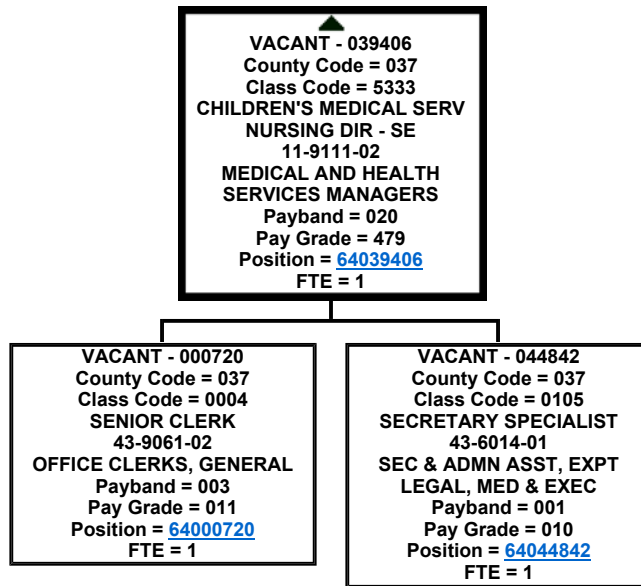 VACANT - 039406
County Code = 037
Class Code = 5333
CHILDREN'S MEDICAL SERV
NURSING DIR - SE
11-9111-02
MEDICAL AND HEALTH
SERVICES MANAGERS
Payband = 020
Pay Grade = 479
Position = 64039406
FTE = 1
VACANT - 000720
County Code = 037
Class Code = 0004
SENIOR CLERK
43-9061-02
OFFICE CLERKS, GENERAL
Payband = 003
Pay Grade = 011
Position = 64000720
FTE = 1
VACANT - 044842
County Code = 037
Class Code = 0105
SECRETARY SPECIALIST
43-6014-01
SEC & ADMN ASST, EXPT
LEGAL, MED & EXEC
Payband = 001
Pay Grade = 010
Position = 64044842
FTE = 1